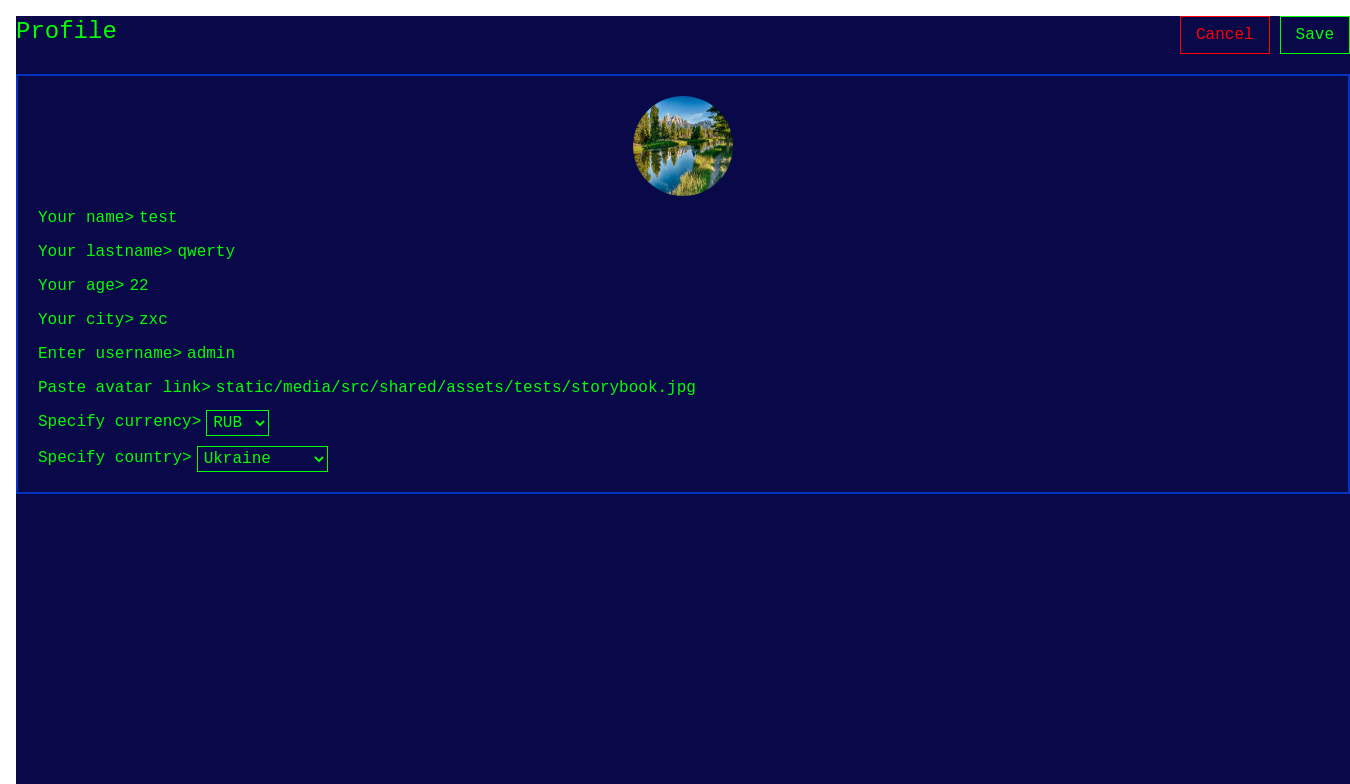 Profile
Cancel
Save
Your name> test
Your lastname> qwerty
Your age> 22
Your city> zxc
Enter username> admin
Paste avatar link> static/media/src/shared/assets/tests/storybook.jpg
Specify currency> RUB
Specify country> Ukraine